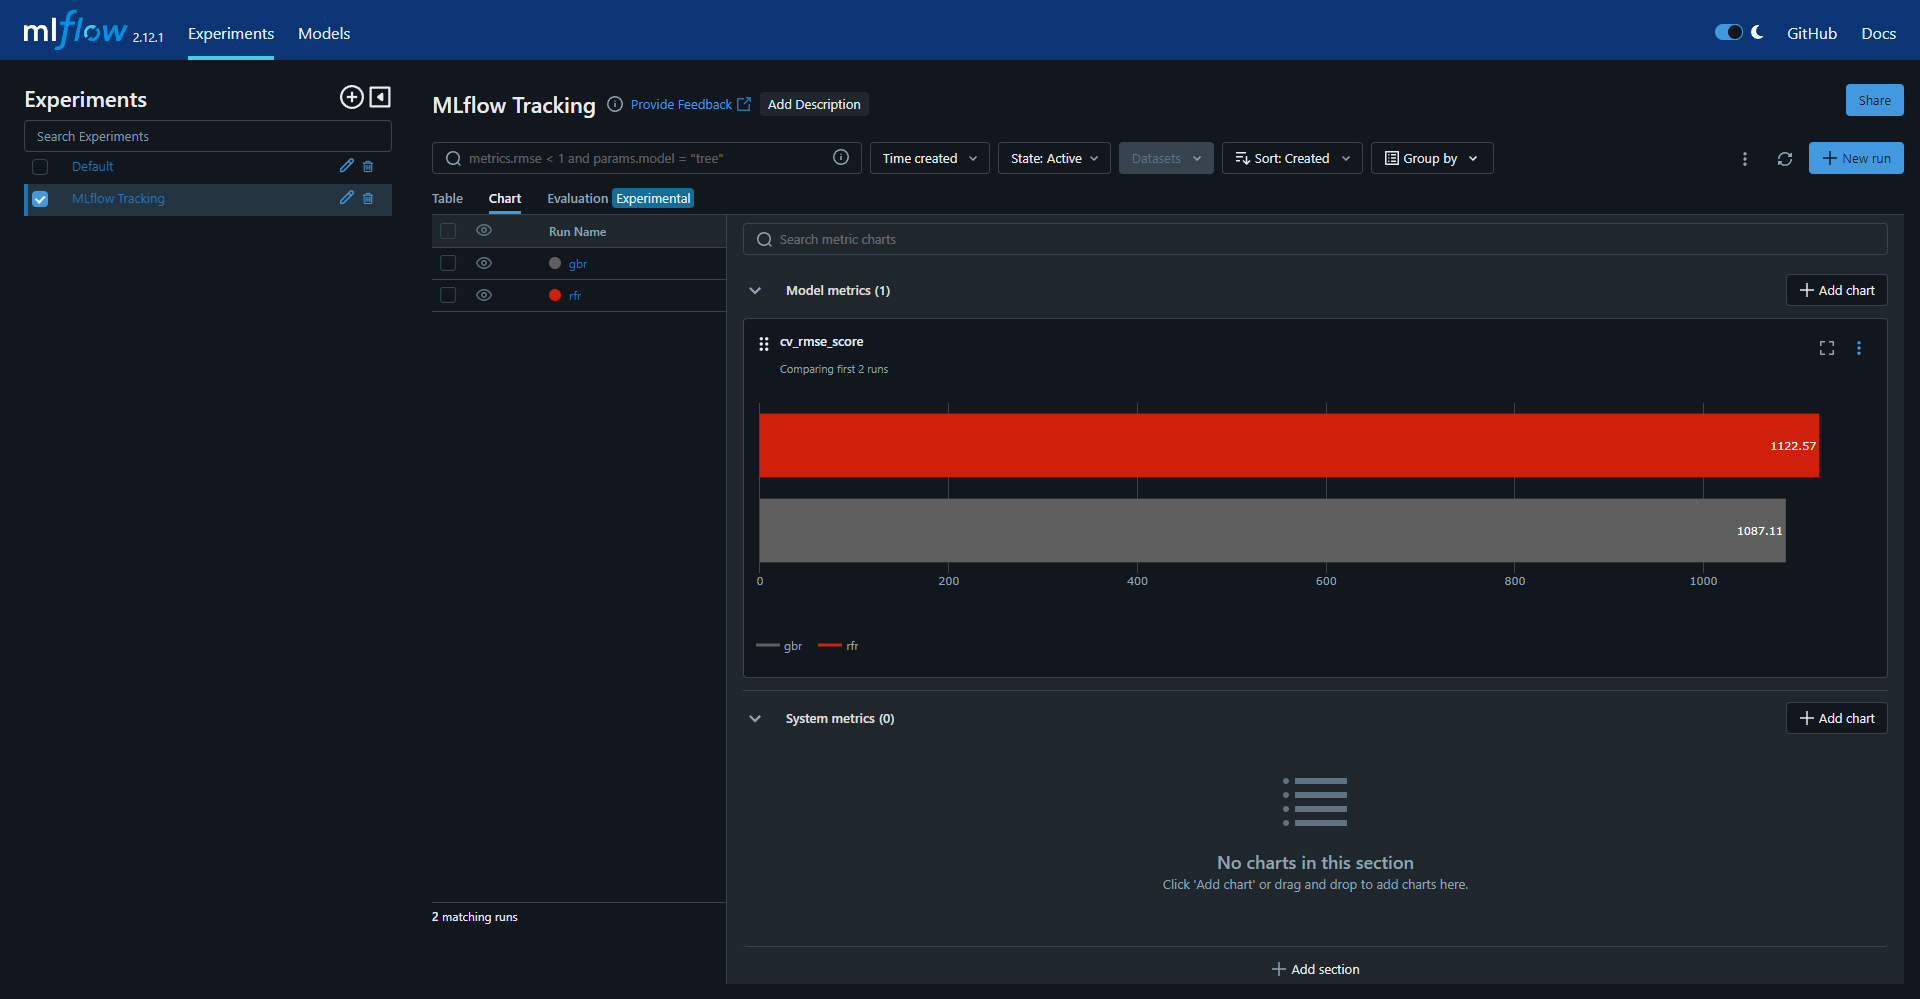 mlflow 2.12.1 Experiments Models GitHub Docs
Experiments
Search Experiments
Default
MLflow Tracking
MLflow Tracking Provide Feedback Add Description Share
metrics.rmse < 1 and params.model = "tree" Time created State: Active Datasets Sort: Created Group by New run
Table Chart Evaluation Experimental
Run Name
gbr
rfr
2 matching runs
Search metric charts
Model metrics (1) Add chart
cv_rmse_score
Comparing first 2 runs
1122.57
1087.11
0 200 400 600 800 1000
gbr rfr
System metrics (0) Add chart
No charts in this section
Click 'Add chart' or drag and drop to add charts here.
Add section